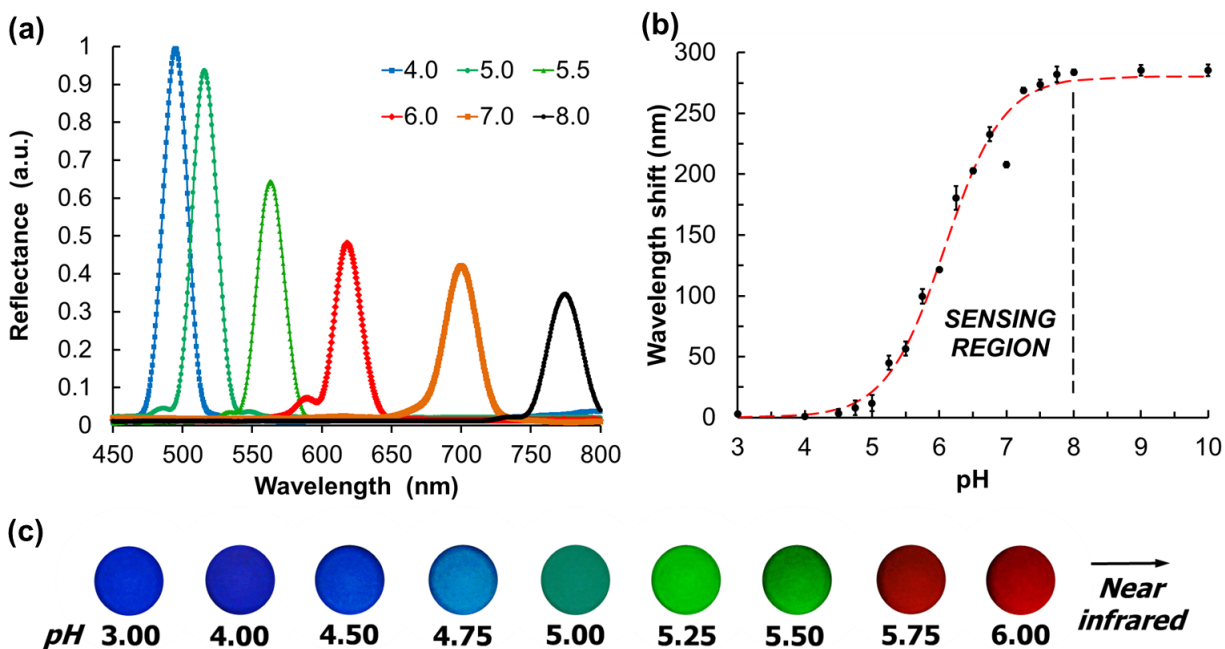 (a)
Reflectance (a.u.)
1
0.9
0.8
0.7
0.6
0.5
0.4
0.3
0.2
0.1
0
4.0 5.0 5.5
6.0 7.0 8.0
450 500 550 600 650 700 750 800
Wavelength (nm)
(b)
Wavelength shift (nm)
300
250
200
150
100
50
0
SENSING
REGION
3 4 5 6 7 8 9 10
pH
(c)
Near
infrared
pH 3.00 4.00 4.50 4.75 5.00 5.25 5.50 5.75 6.00